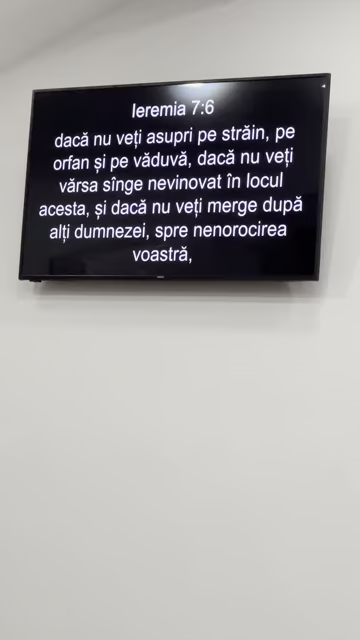 Ieremia 7:6
dacă nu veți asupri pe străin, pe
orfan și pe văduvă, dacă nu veți
vărsa sînge nevinovat în locul
acesta, și dacă nu veți merge după
alți dumnezei, spre nenorocirea
voastră,